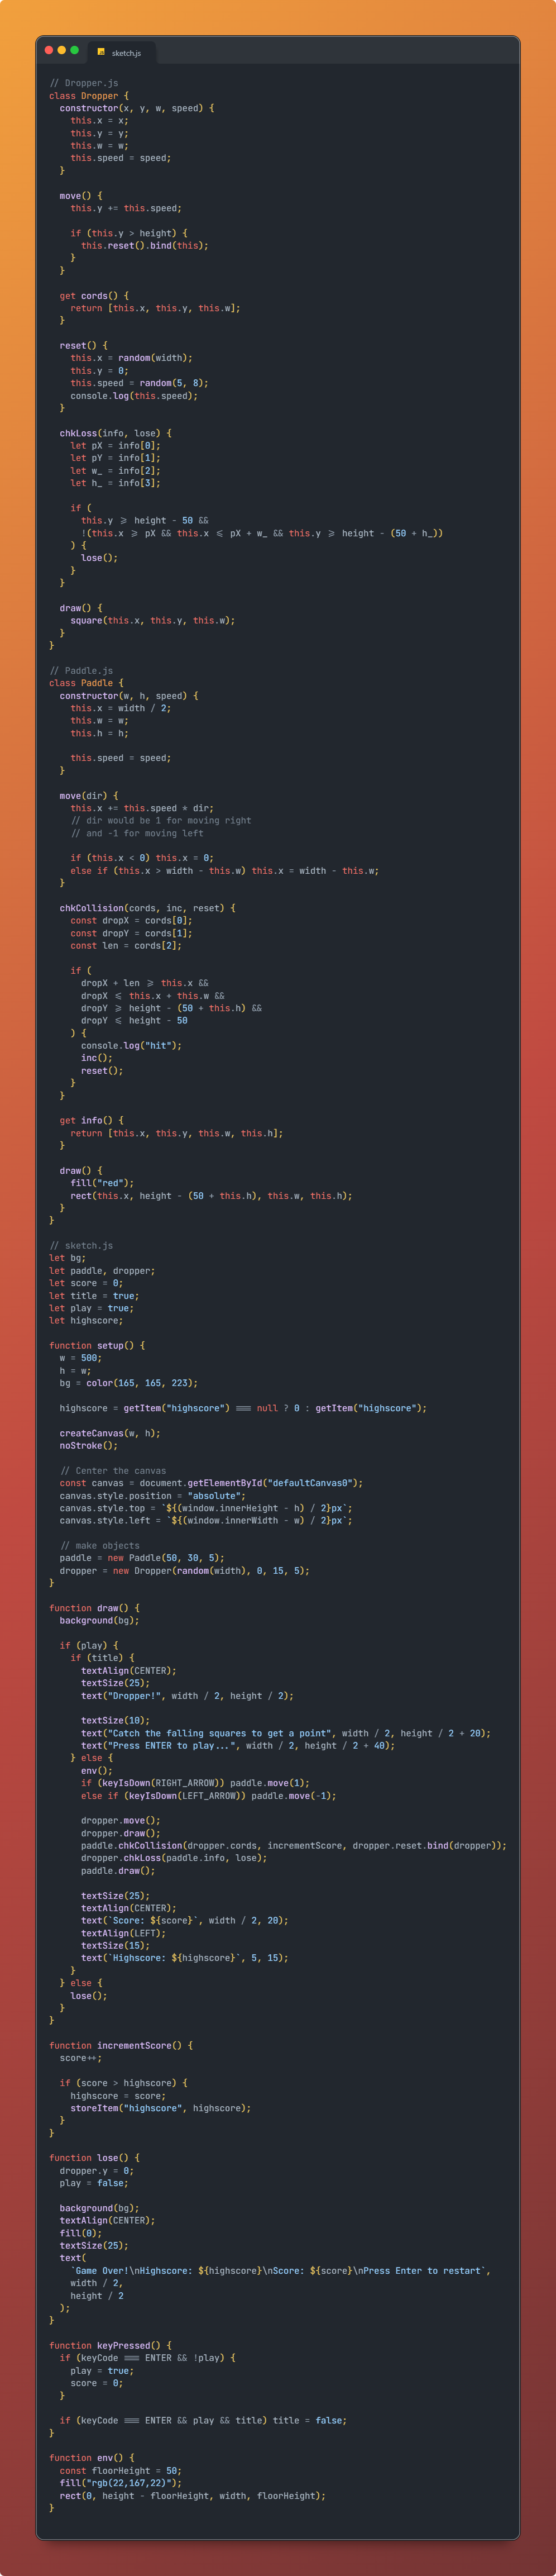 sketch.js
// Dropper.js
class Dropper {
  constructor(x, y, w, speed) {
    this.x = x;
    this.y = y;
    this.w = w;
    this.speed = speed;
  }

  move() {
    this.y += this.speed;

    if (this.y > height) {
      this.reset().bind(this);
    }
  }

  get cords() {
    return [this.x, this.y, this.w];
  }

  reset() {
    this.x = random(width);
    this.y = 0;
    this.speed = random(5, 8);
    console.log(this.speed);
  }

  chkLoss(info, lose) {
    let pX = info[0];
    let pY = info[1];
    let w_ = info[2];
    let h_ = info[3];

    if (
      this.y >= height - 50 &&
      !(this.x >= pX && this.x <= pX + w_ && this.y >= height - (50 + h_))
    ) {
      lose();
    }
  }

  draw() {
    square(this.x, this.y, this.w);
  }
}

// Paddle.js
class Paddle {
  constructor(w, h, speed) {
    this.x = width / 2;
    this.w = w;
    this.h = h;

    this.speed = speed;
  }

  move(dir) {
    this.x += this.speed * dir;
    // dir would be 1 for moving right
    // and -1 for moving left

    if (this.x < 0) this.x = 0;
    else if (this.x > width - this.w) this.x = width - this.w;
  }

  chkCollision(cords, inc, reset) {
    const dropX = cords[0];
    const dropY = cords[1];
    const len = cords[2];

    if (
      dropX + len >= this.x &&
      dropX <= this.x + this.w &&
      dropY >= height - (50 + this.h) &&
      dropY <= height - 50
    ) {
      console.log("hit");
      inc();
      reset();
    }
  }

  get info() {
    return [this.x, this.y, this.w, this.h];
  }

  draw() {
    fill("red");
    rect(this.x, height - (50 + this.h), this.w, this.h);
  }
}

// sketch.js
let bg;
let paddle, dropper;
let score = 0;
let title = true;
let play = true;
let highscore;

function setup() {
  w = 500;
  h = w;
  bg = color(165, 165, 223);

  highscore = getItem("highscore") === null ? 0 : getItem("highscore");

  createCanvas(w, h);
  noStroke();

  // Center the canvas
  const canvas = document.getElementById("defaultCanvas0");
  canvas.style.position = "absolute";
  canvas.style.top = `${(window.innerHeight - h) / 2}px`;
  canvas.style.left = `${(window.innerWidth - w) / 2}px`;

  // make objects
  paddle = new Paddle(50, 30, 5);
  dropper = new Dropper(random(width), 0, 15, 5);
}

function draw() {
  background(bg);

  if (play) {
    if (title) {
      textAlign(CENTER);
      textSize(25);
      text("Dropper!", width / 2, height / 2);

      textSize(10);
      text("Catch the falling squares to get a point", width / 2, height / 2 + 20);
      text("Press ENTER to play...", width / 2, height / 2 + 40);
    } else {
      env();
      if (keyIsDown(RIGHT_ARROW)) paddle.move(1);
      else if (keyIsDown(LEFT_ARROW)) paddle.move(-1);

      dropper.move();
      dropper.draw();
      paddle.chkCollision(dropper.cords, incrementScore, dropper.reset.bind(dropper));
      dropper.chkLoss(paddle.info, lose);
      paddle.draw();

      textSize(25);
      textAlign(CENTER);
      text(`Score: ${score}`, width / 2, 20);
      textAlign(LEFT);
      textSize(15);
      text(`Highscore: ${highscore}`, 5, 15);
    }
  } else {
    lose();
  }
}

function incrementScore() {
  score++;

  if (score > highscore) {
    highscore = score;
    storeItem("highscore", highscore);
  }
}

function lose() {
  dropper.y = 0;
  play = false;

  background(bg);
  textAlign(CENTER);
  fill(0);
  textSize(25);
  text(
    `Game Over!\nHighscore: ${highscore}\nScore: ${score}\nPress Enter to restart`,
    width / 2,
    height / 2
  );
}

function keyPressed() {
  if (keyCode === ENTER && !play) {
    play = true;
    score = 0;
  }

  if (keyCode === ENTER && play && title) title = false;
}

function env() {
  const floorHeight = 50;
  fill("rgb(22,167,22)");
  rect(0, height - floorHeight, width, floorHeight);
}